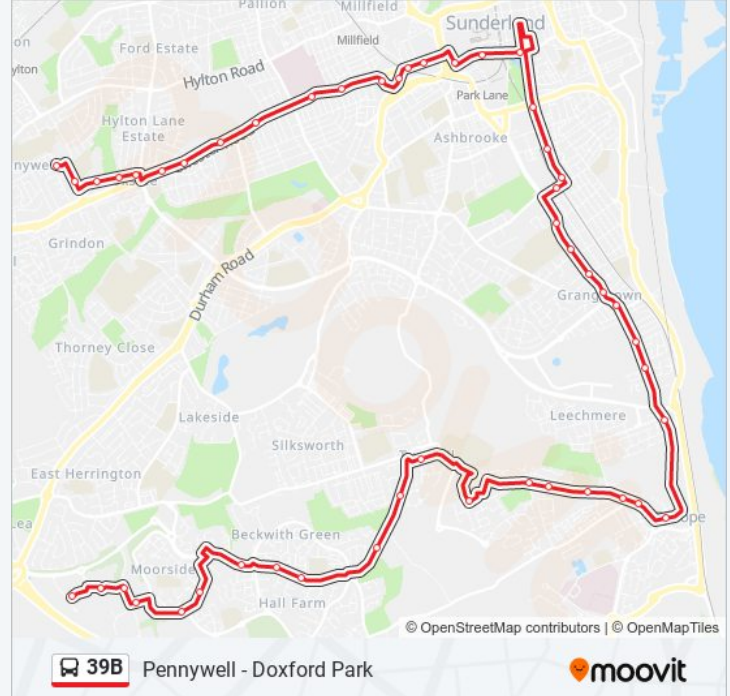 Pallion
Millfield
Sunderland
Ford Estate
Millfield
Hylton Road
Park Lane
Hylton Lane
Estate
Ashbrooke
Grindon
Durham Road
Thorney Close
Leechmere
Lakeside
Silksworth
East Herrington
Beckwith Green
Moorside
Hall Farm
© OpenStreetMap contributors | © OpenMapTiles
39B
Pennywell - Doxford Park
moovit